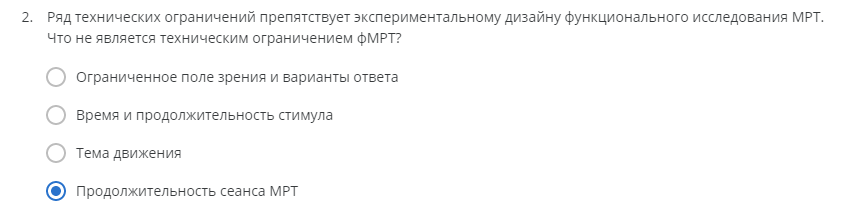 2. Ряд технических ограничений препятствует экспериментальному дизайну функционального исследования МРТ.
Что не является техническим ограничением фМРТ?
Ограниченное поле зрения и варианты ответа
Время и продолжительность стимула
Тема движения
Продолжительность сеанса МРТ